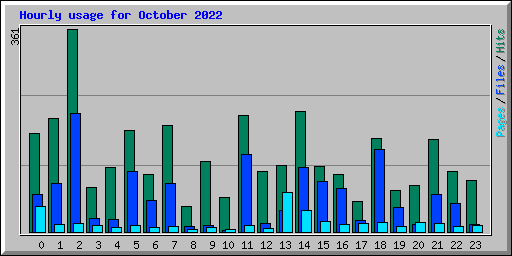 Hourly usage for October 2022
361
Pages/Files/Hits
0 1 2 3 4 5 6 7 8 9 10 11 12 13 14 15 16 17 18 19 20 21 22 23